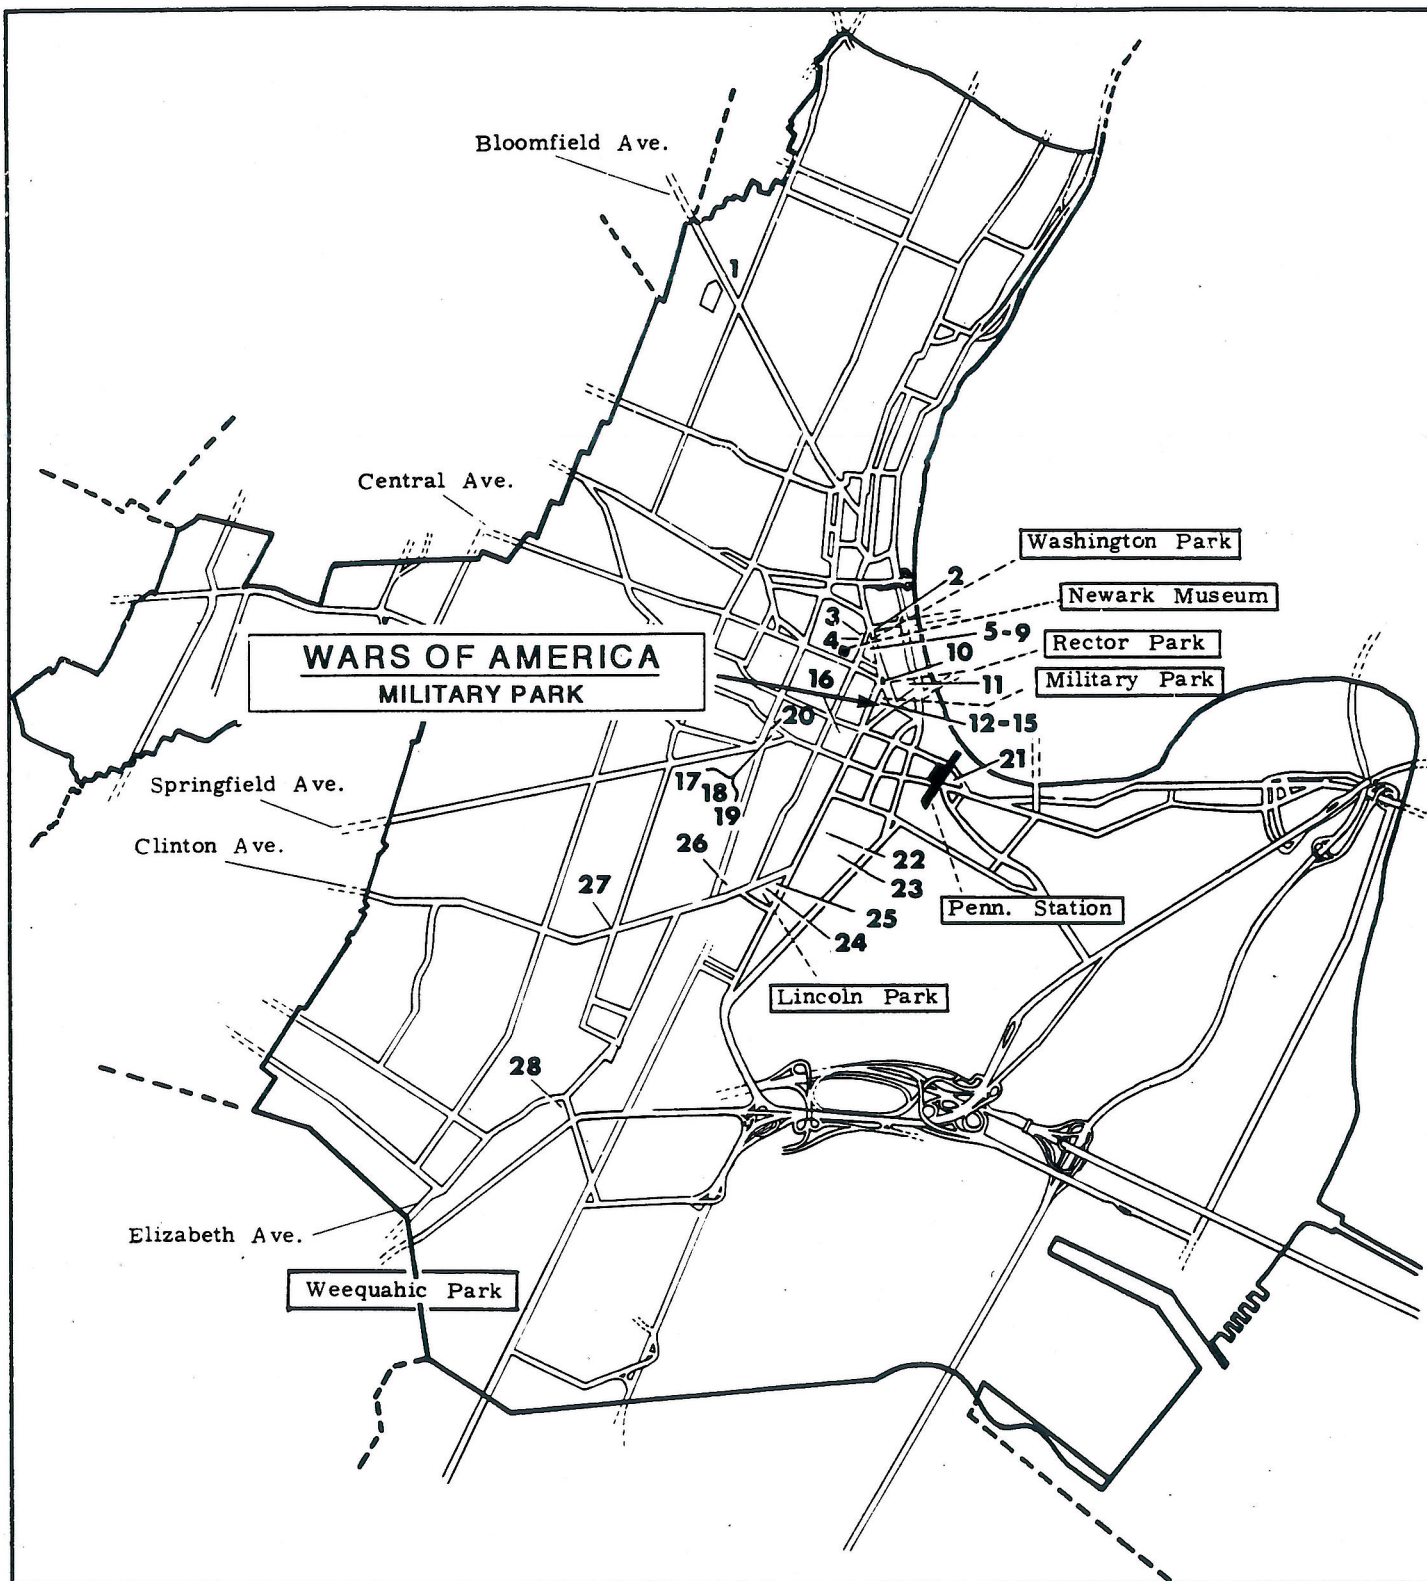 Bloomfield Ave.
1
Central Ave.
Washington Park
2
Newark Museum
3
4
5-9
Rector Park
10
WARS OF AMERICA
MILITARY PARK
16
11
Military Park
20
12-15
21
17
18
19
Springfield Ave.
Clinton Ave.
26
22
27
23
25
Penn. Station
24
Lincoln Park
28
Elizabeth Ave.
Weequahic Park